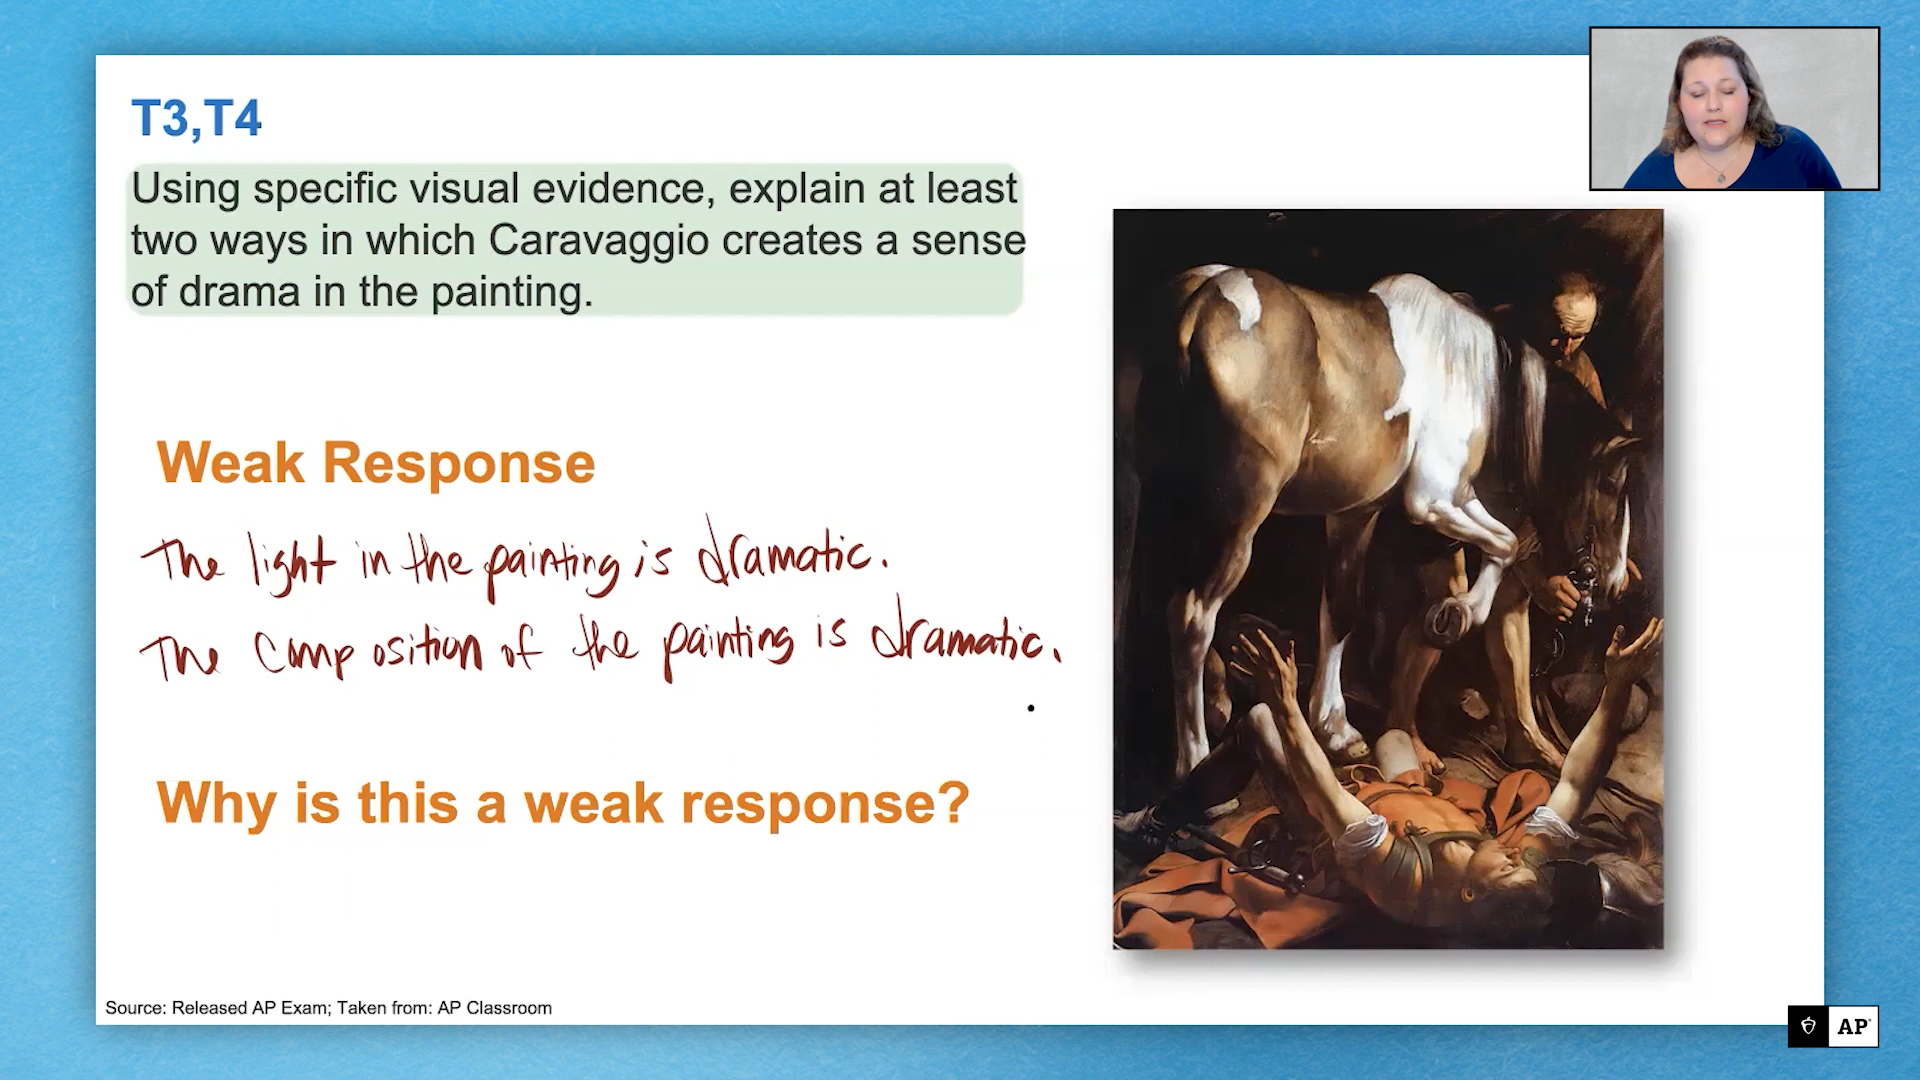 T3,T4
Using specific visual evidence, explain at least
two ways in which Caravaggio creates a sense
of drama in the painting.
Weak Response
The light in the painting is dramatic.
The composition of the painting is dramatic.
Why is this a weak response?
Source: Released AP Exam; Taken from: AP Classroom
AP